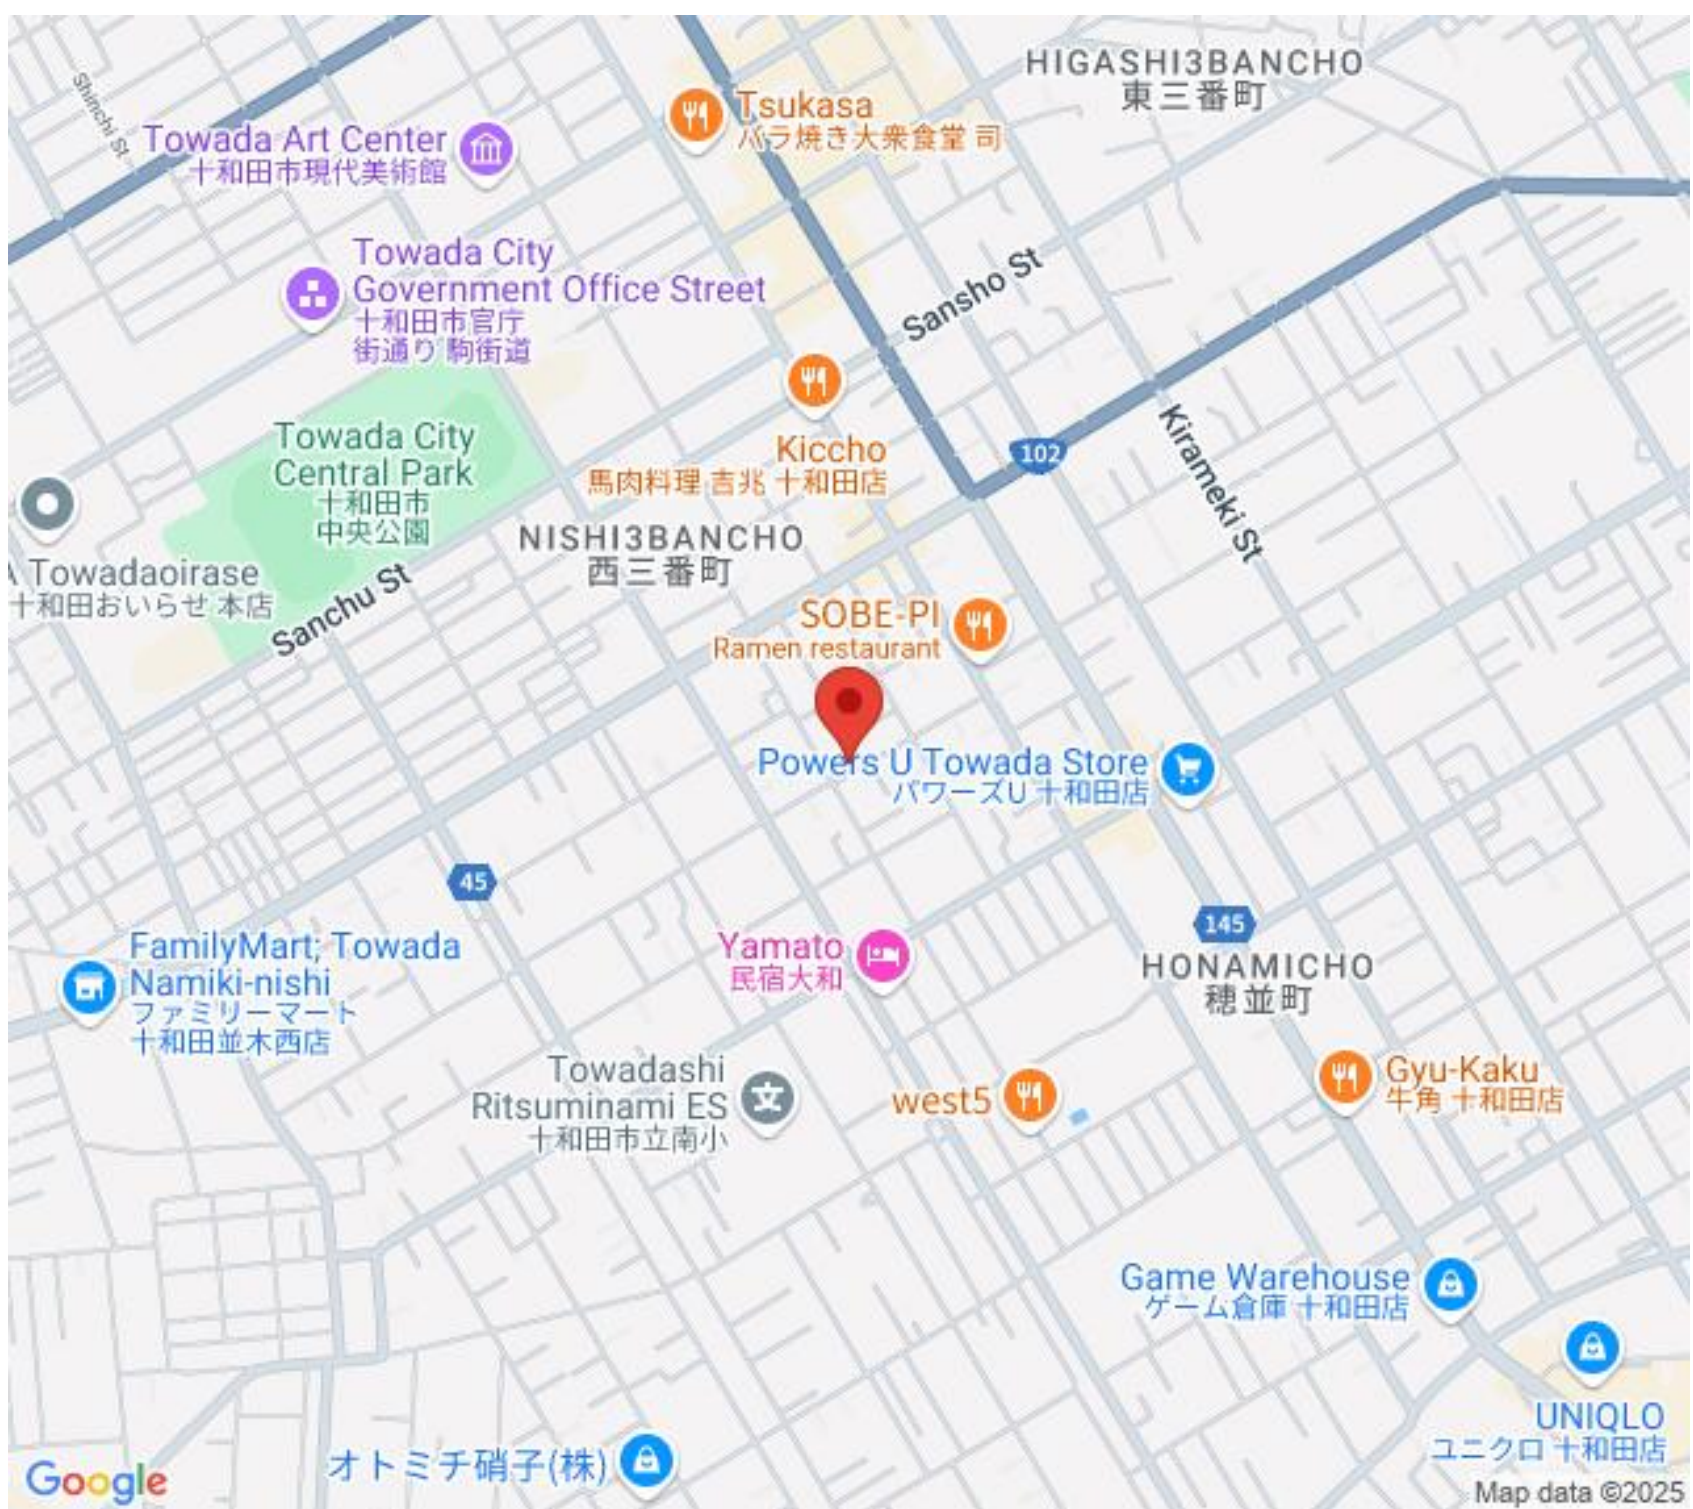 HIGASHI3BANCHO
東三番町
Shinchi St
Tsukasa
バラ焼き大衆食堂 司
Towada Art Center
十和田市現代美術館
Towada City
Government Office Street
十和田市官庁
街通り 駒街道
Sansho St
Kiccho
馬肉料理 吉兆 十和田店
102
Kirameki St
Towada City
Central Park
十和田市
中央公園
NISHI3BANCHO
西三番町
Towadaoirase
十和田おいらせ 本店
Sanchu St
SOBE-PI
Ramen restaurant
Powers U Towada Store
パワーズU 十和田店
45
145
FamilyMart; Towada
Namiki-nishi
ファミリーマート
十和田並木西店
Yamato
民宿大和
HONAMICHO
穂並町
Towadashi
Ritsuminami ES
十和田市立南小
文
west5
Gyu-Kaku
牛角 十和田店
Game Warehouse
ゲーム倉庫 十和田店
UNIQLO
ユニクロ 十和田店
オトミチ硝子(株)
Google
Map data ©2025